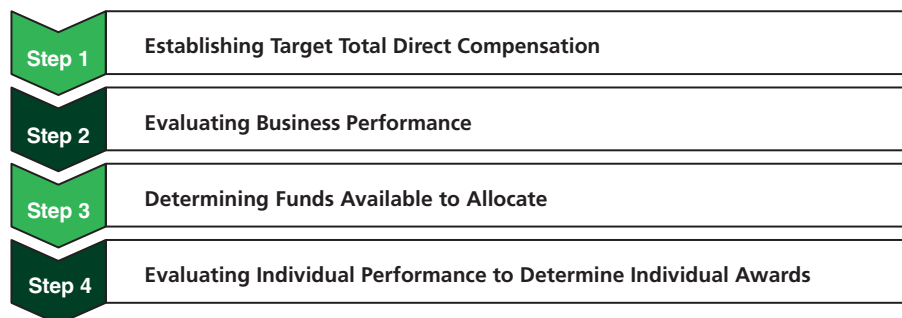 Step 1
Establishing Target Total Direct Compensation
Step 2
Evaluating Business Performance
Step 3
Determining Funds Available to Allocate
Step 4
Evaluating Individual Performance to Determine Individual Awards